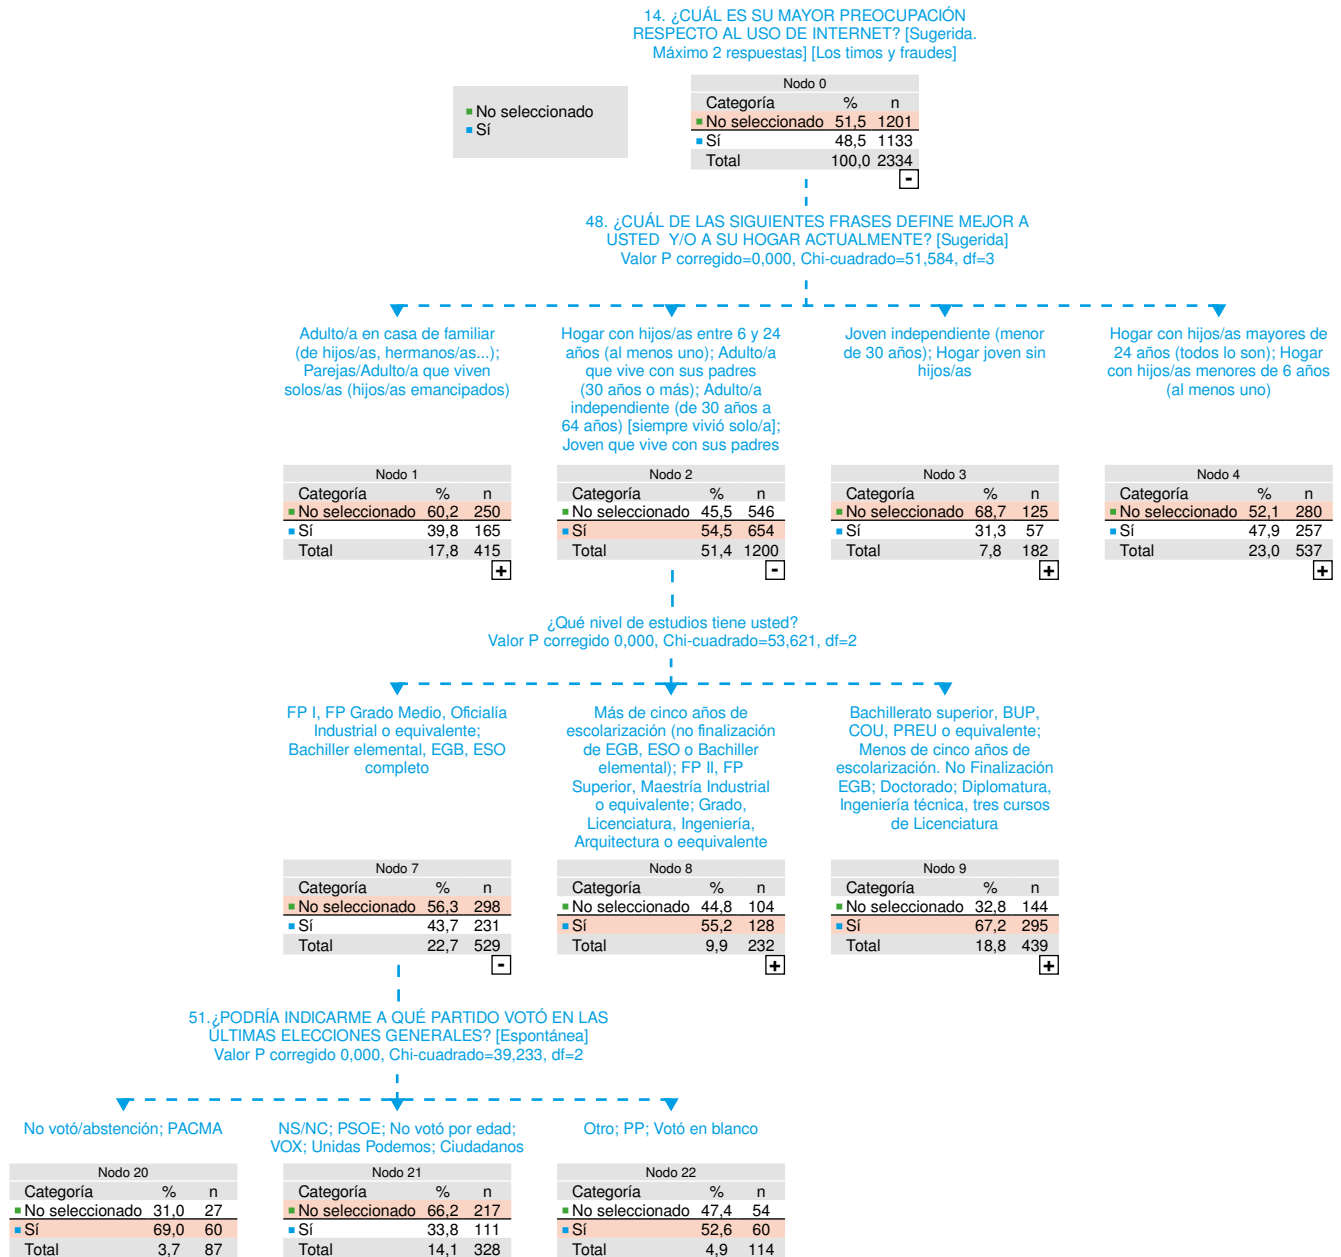 14. ¿CUÁL ES SU MAYOR PREOCUPACIÓN
RESPECTO AL USO DE INTERNET? [Sugerida.
Máximo 2 respuestas] [Los timos y fraudes]
No seleccionado
Sí
Nodo 0
Categoría % n
No seleccionado 51,5 1201
Sí 48,5 1133
Total 100,0 2334
-
48. ¿CUÁL DE LAS SIGUIENTES FRASES DEFINE MEJOR A
USTED Y/O A SU HOGAR ACTUALMENTE? [Sugerida]
Valor P corregido=0,000, Chi-cuadrado=51,584, df=3
Adulto/a en casa de familiar
(de hijos/as, hermanos/as...);
Parejas/Adulto/a que viven
solos/as (hijos/as emancipados)
Hogar con hijos/as entre 6 y 24
años (al menos uno); Adulto/a
que vive con sus padres
(30 años o más); Adulto/a
independiente (de 30 años a
64 años) [siempre vivió solo/a];
Joven que vive con sus padres
Joven independiente (menor
de 30 años); Hogar joven sin
hijos/as
Hogar con hijos/as mayores de
24 años (todos lo son); Hogar
con hijos/as menores de 6 años
(al menos uno)
Nodo 1
Categoría % n
No seleccionado 60,2 250
Sí 39,8 165
Total 17,8 415
+
Nodo 2
Categoría % n
No seleccionado 45,5 546
Sí 54,5 654
Total 51,4 1200
-
Nodo 3
Categoría % n
No seleccionado 68,7 125
Sí 31,3 57
Total 7,8 182
+
Nodo 4
Categoría % n
No seleccionado 52,1 280
Sí 47,9 257
Total 23,0 537
+
¿Qué nivel de estudios tiene usted?
Valor P corregido 0,000, Chi-cuadrado=53,621, df=2
FP I, FP Grado Medio, Oficialía
Industrial o equivalente;
Bachiller elemental, EGB, ESO
completo
Más de cinco años de
escolarización (no finalización
de EGB, ESO o Bachiller
elemental); FP II, FP
Superior, Maestría Industrial
o equivalente; Grado,
Licenciatura, Ingeniería,
Arquitectura o eequivalente
Bachillerato superior, BUP,
COU, PREU o equivalente;
Menos de cinco años de
escolarización. No Finalización
EGB; Doctorado; Diplomatura,
Ingeniería técnica, tres cursos
de Licenciatura
Nodo 7
Categoría % n
No seleccionado 56,3 298
Sí 43,7 231
Total 22,7 529
-
Nodo 8
Categoría % n
No seleccionado 44,8 104
Sí 55,2 128
Total 9,9 232
+
Nodo 9
Categoría % n
No seleccionado 32,8 144
Sí 67,2 295
Total 18,8 439
+
51.¿PODRÍA INDICARME A QUÉ PARTIDO VOTÓ EN LAS
ÚLTIMAS ELECCIONES GENERALES? [Espontánea]
Valor P corregido 0,000, Chi-cuadrado=39,233, df=2
No votó/abstención; PACMA
NS/NC; PSOE; No votó por edad;
VOX; Unidas Podemos; Ciudadanos
Otro; PP; Votó en blanco
Nodo 20
Categoría % n
No seleccionado 31,0 27
Sí 69,0 60
Total 3,7 87
Nodo 21
Categoría % n
No seleccionado 66,2 217
Sí 33,8 111
Total 14,1 328
Nodo 22
Categoría % n
No seleccionado 47,4 54
Sí 52,6 60
Total 4,9 114